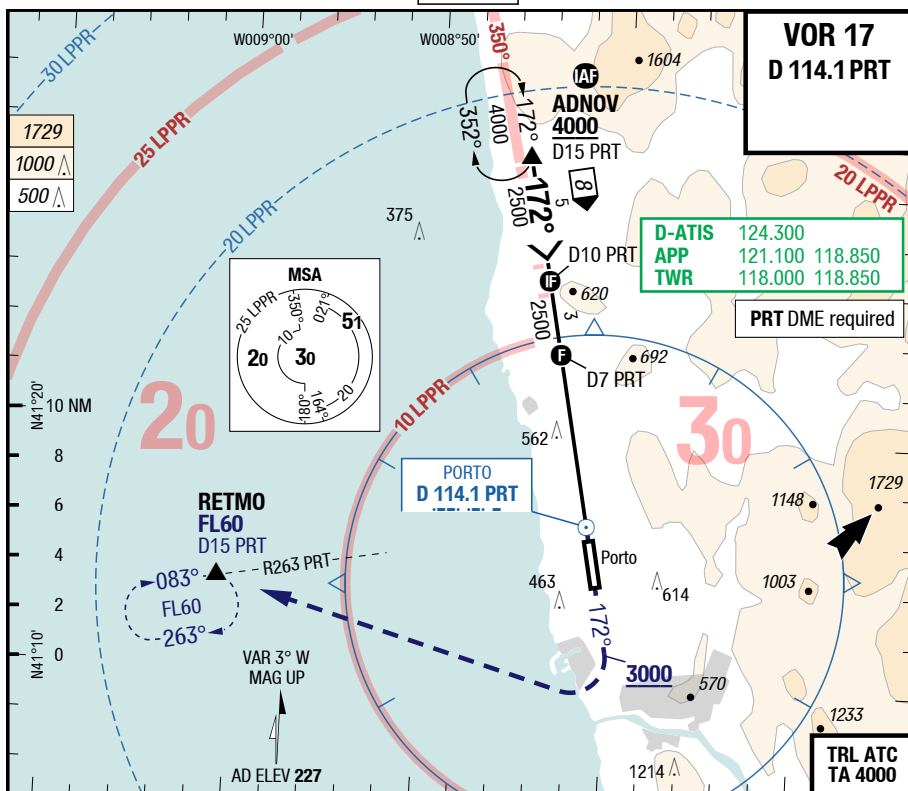 VOR 17
D 114.1 PRT
W009°00'
W008°50'
30 LPPR
25 LPPR
20 LPPR
20 LPPR
10 LPPR
1729
1000
500
350°
1604
IAF
ADNOV
4000
D15 PRT
172°
4000
352°
172°
2500
5
8
375
D-ATIS 124.300
APP 121.100 118.850
TWR 118.000 118.850
D10 PRT
IF
620
2500
3
PRT DME required
MSA
25 LPPR
350°
021°
51
10
20
30
20
180°
164°
F
D7 PRT
692
N41°20'
10 NM
8
6
4
2
0
N41°10'
20
30
562
PORTO
D 114.1 PRT
1148
1729
RETMO
FL60
D15 PRT
R263 PRT
083°
FL60
263°
Porto
463
614
1003
172°
3000
570
VAR 3° W
MAG UP
AD ELEV 227
1233
1214
TRL ATC
TA 4000